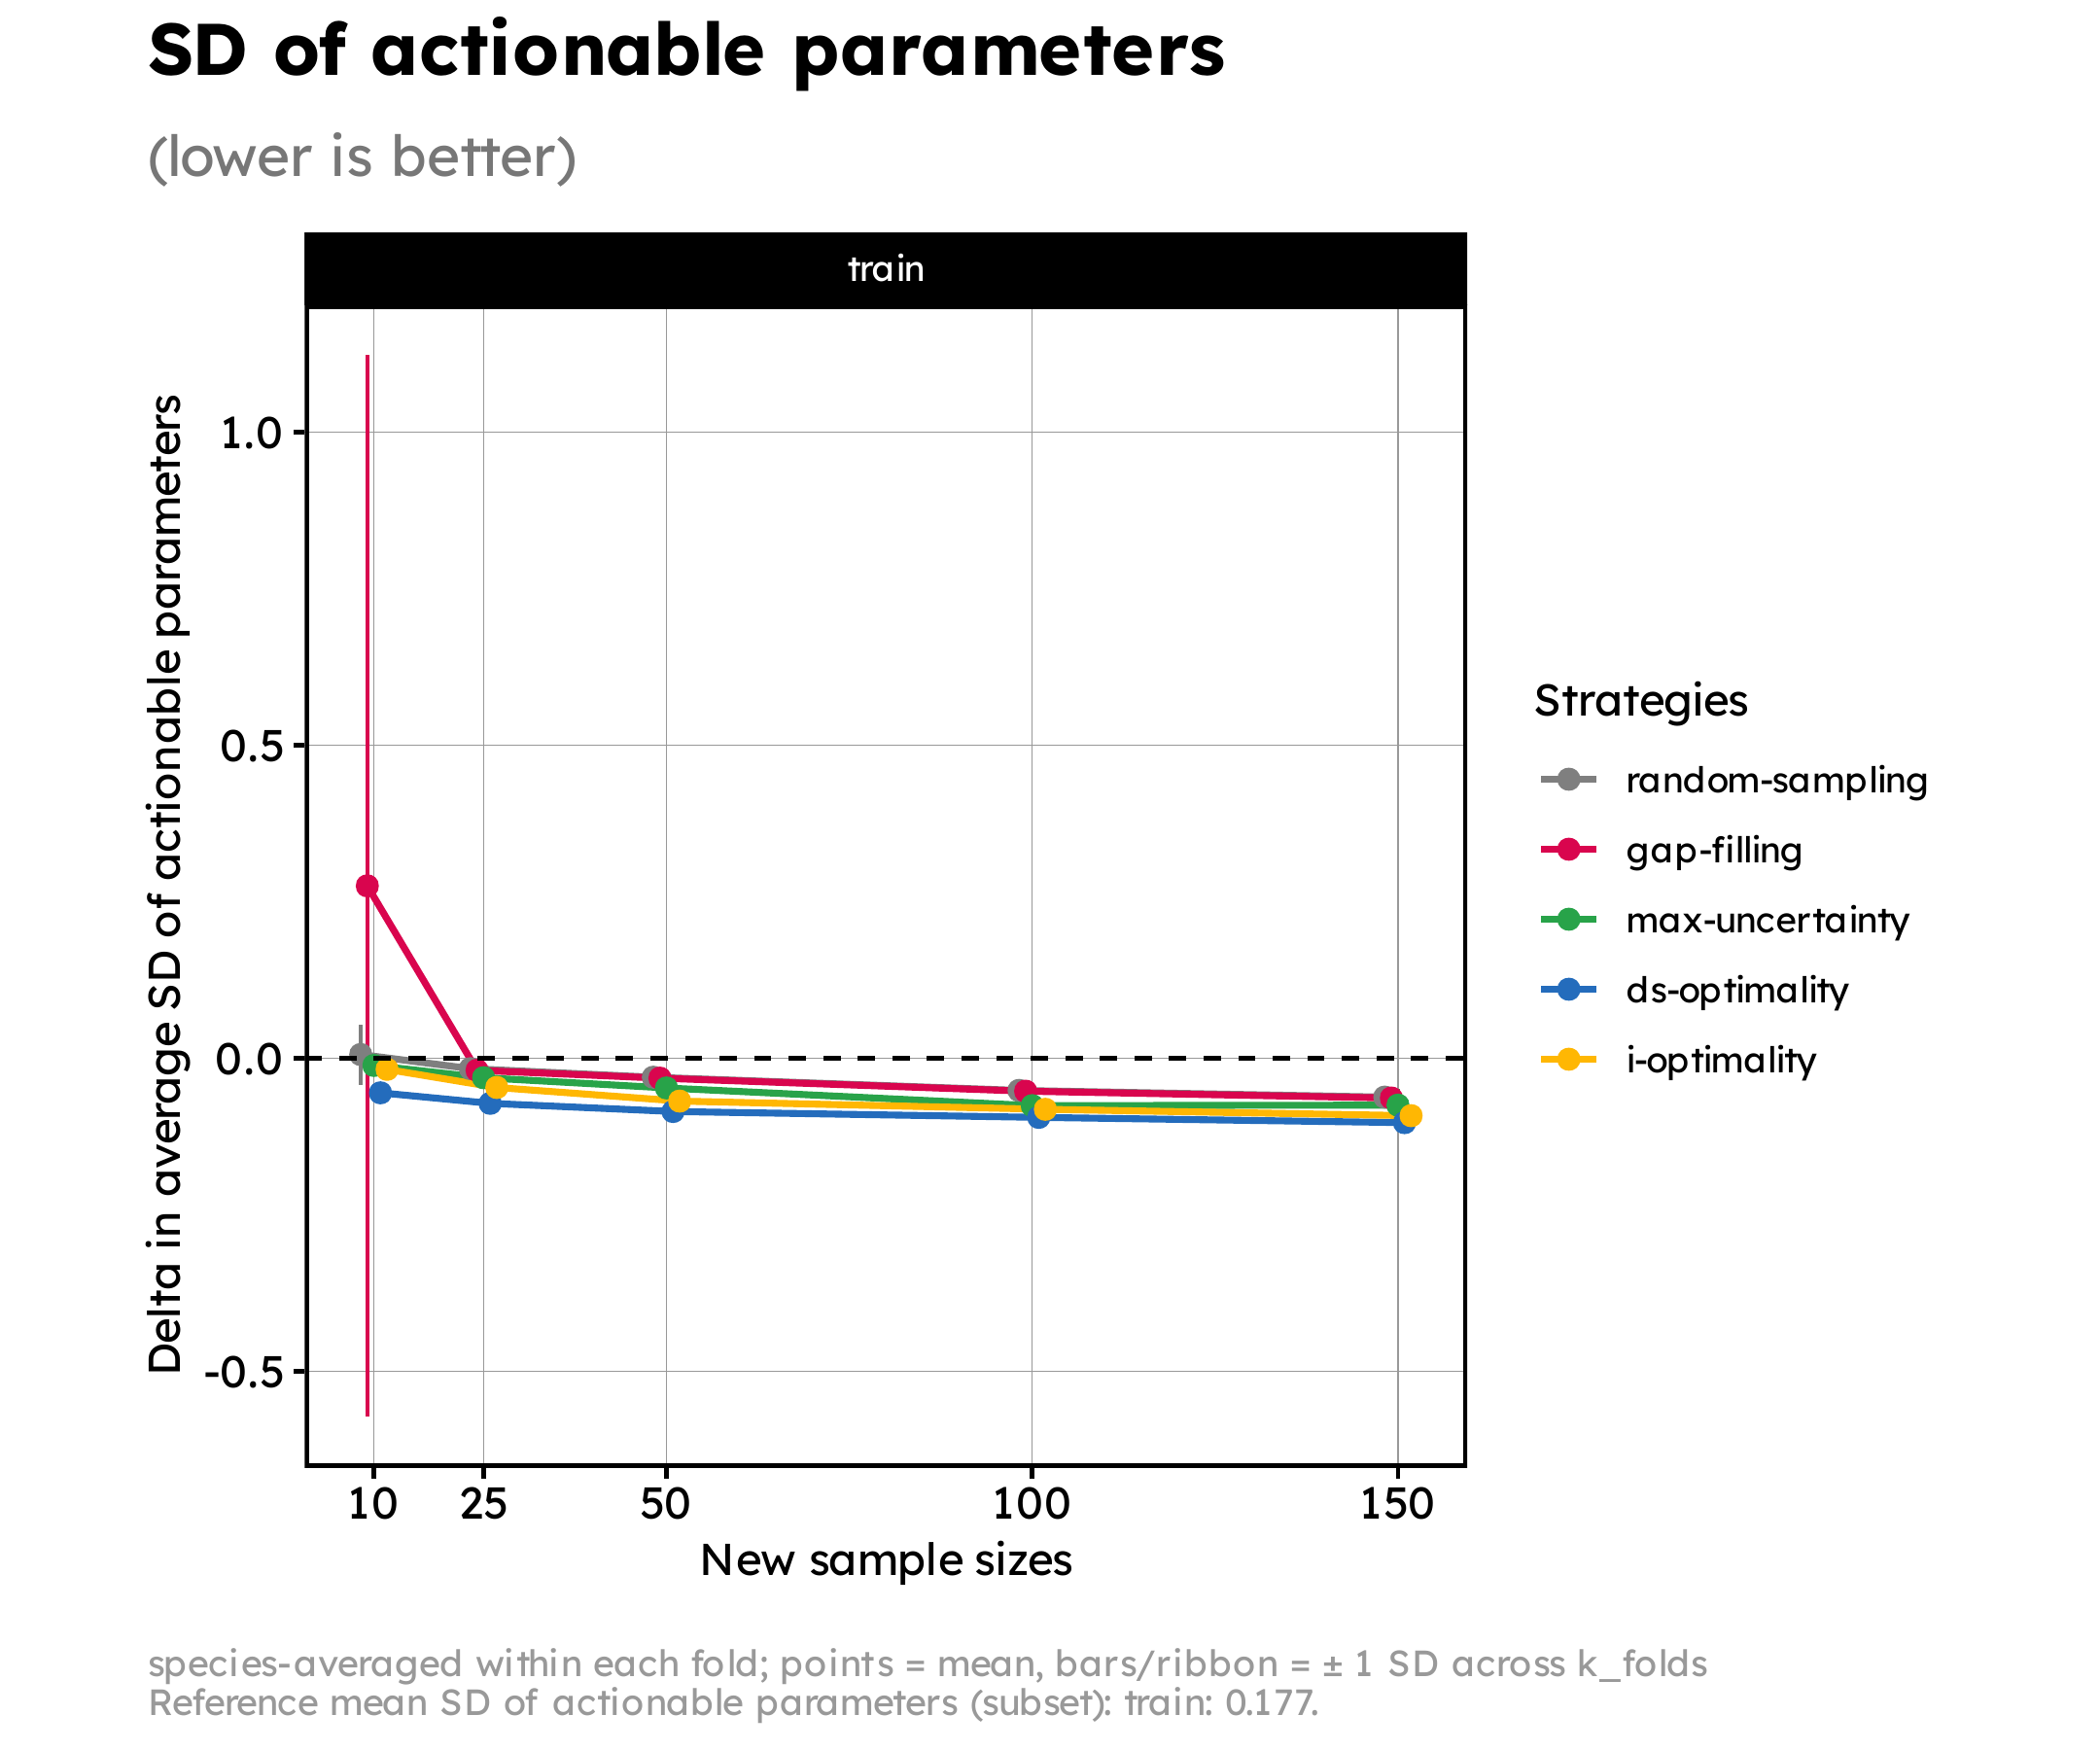 SD of actionable parameters
(lower is better)
train
Delta in average SD of actionable parameters
1.0
0.5
0.0
-0.5
10 25 50 100 150
New sample sizes
Strategies
random-sampling
gap-filling
max-uncertainty
ds-optimality
i-optimality
species-averaged within each fold; points = mean, bars/ribbon = ± 1 SD across k_folds
Reference mean SD of actionable parameters (subset): train: 0.177.